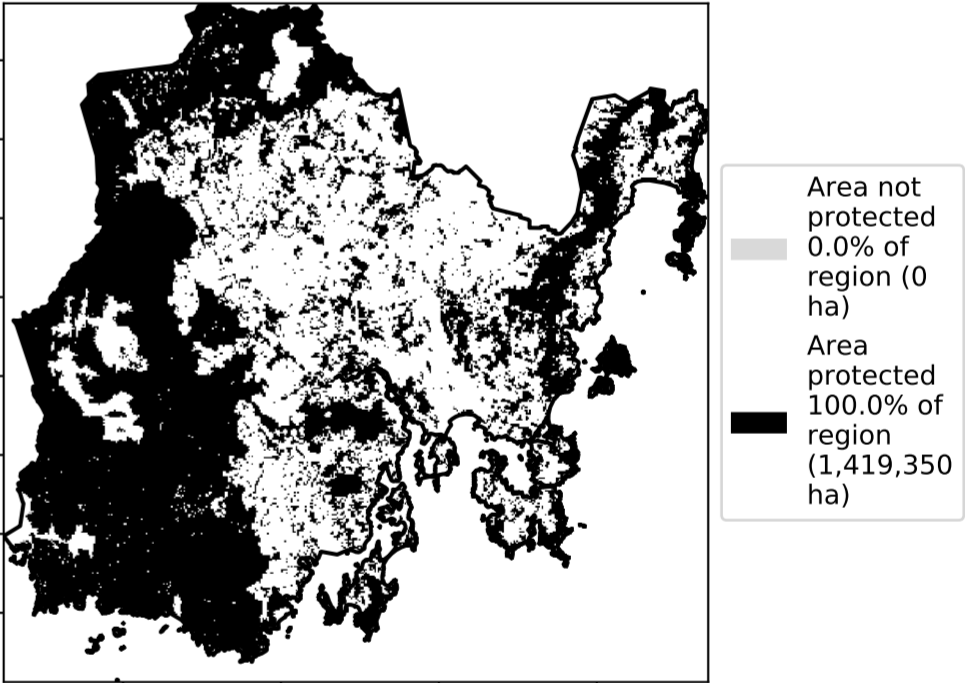 Area not
protected
0.0% of
region (0
ha)
Area
protected
100.0% of
region
(1,419,350
ha)